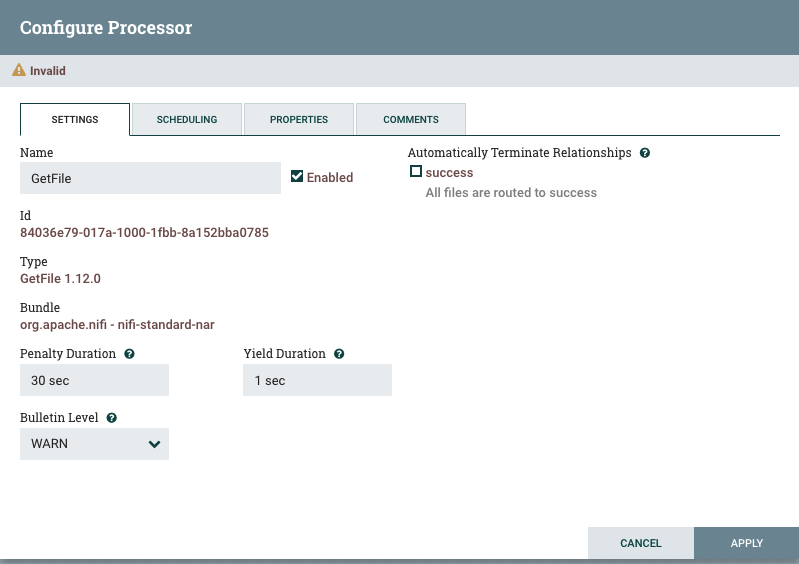 Configure Processor
Invalid
SETTINGS
SCHEDULING
PROPERTIES
COMMENTS
Name
GetFile
Enabled
Id
84036e79-017a-1000-1fbb-8a152bba0785
Type
GetFile 1.12.0
Bundle
org.apache.nifi - nifi-standard-nar
Penalty Duration
30 sec
Yield Duration
1 sec
Bulletin Level
WARN
Automatically Terminate Relationships
success
All files are routed to success
CANCEL
APPLY